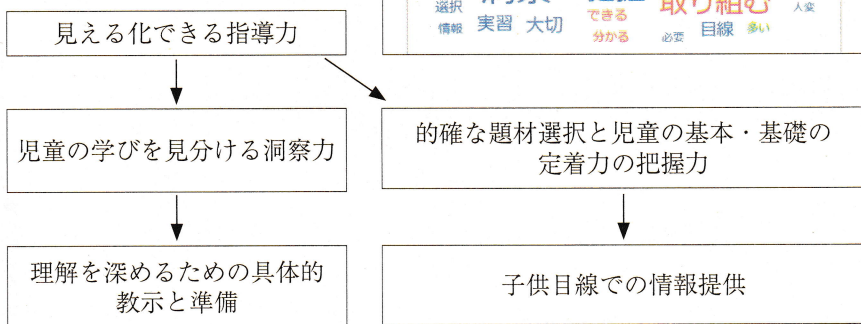 選択
取り組む
できる
人変
情報
実習
大切
分かる
必要
目線
多い
見える化できる指導力
児童の学びを見分ける洞察力
的確な題材選択と児童の基本・基礎の
定着力の把握力
理解を深めるための具体的
教示と準備
子供目線での情報提供